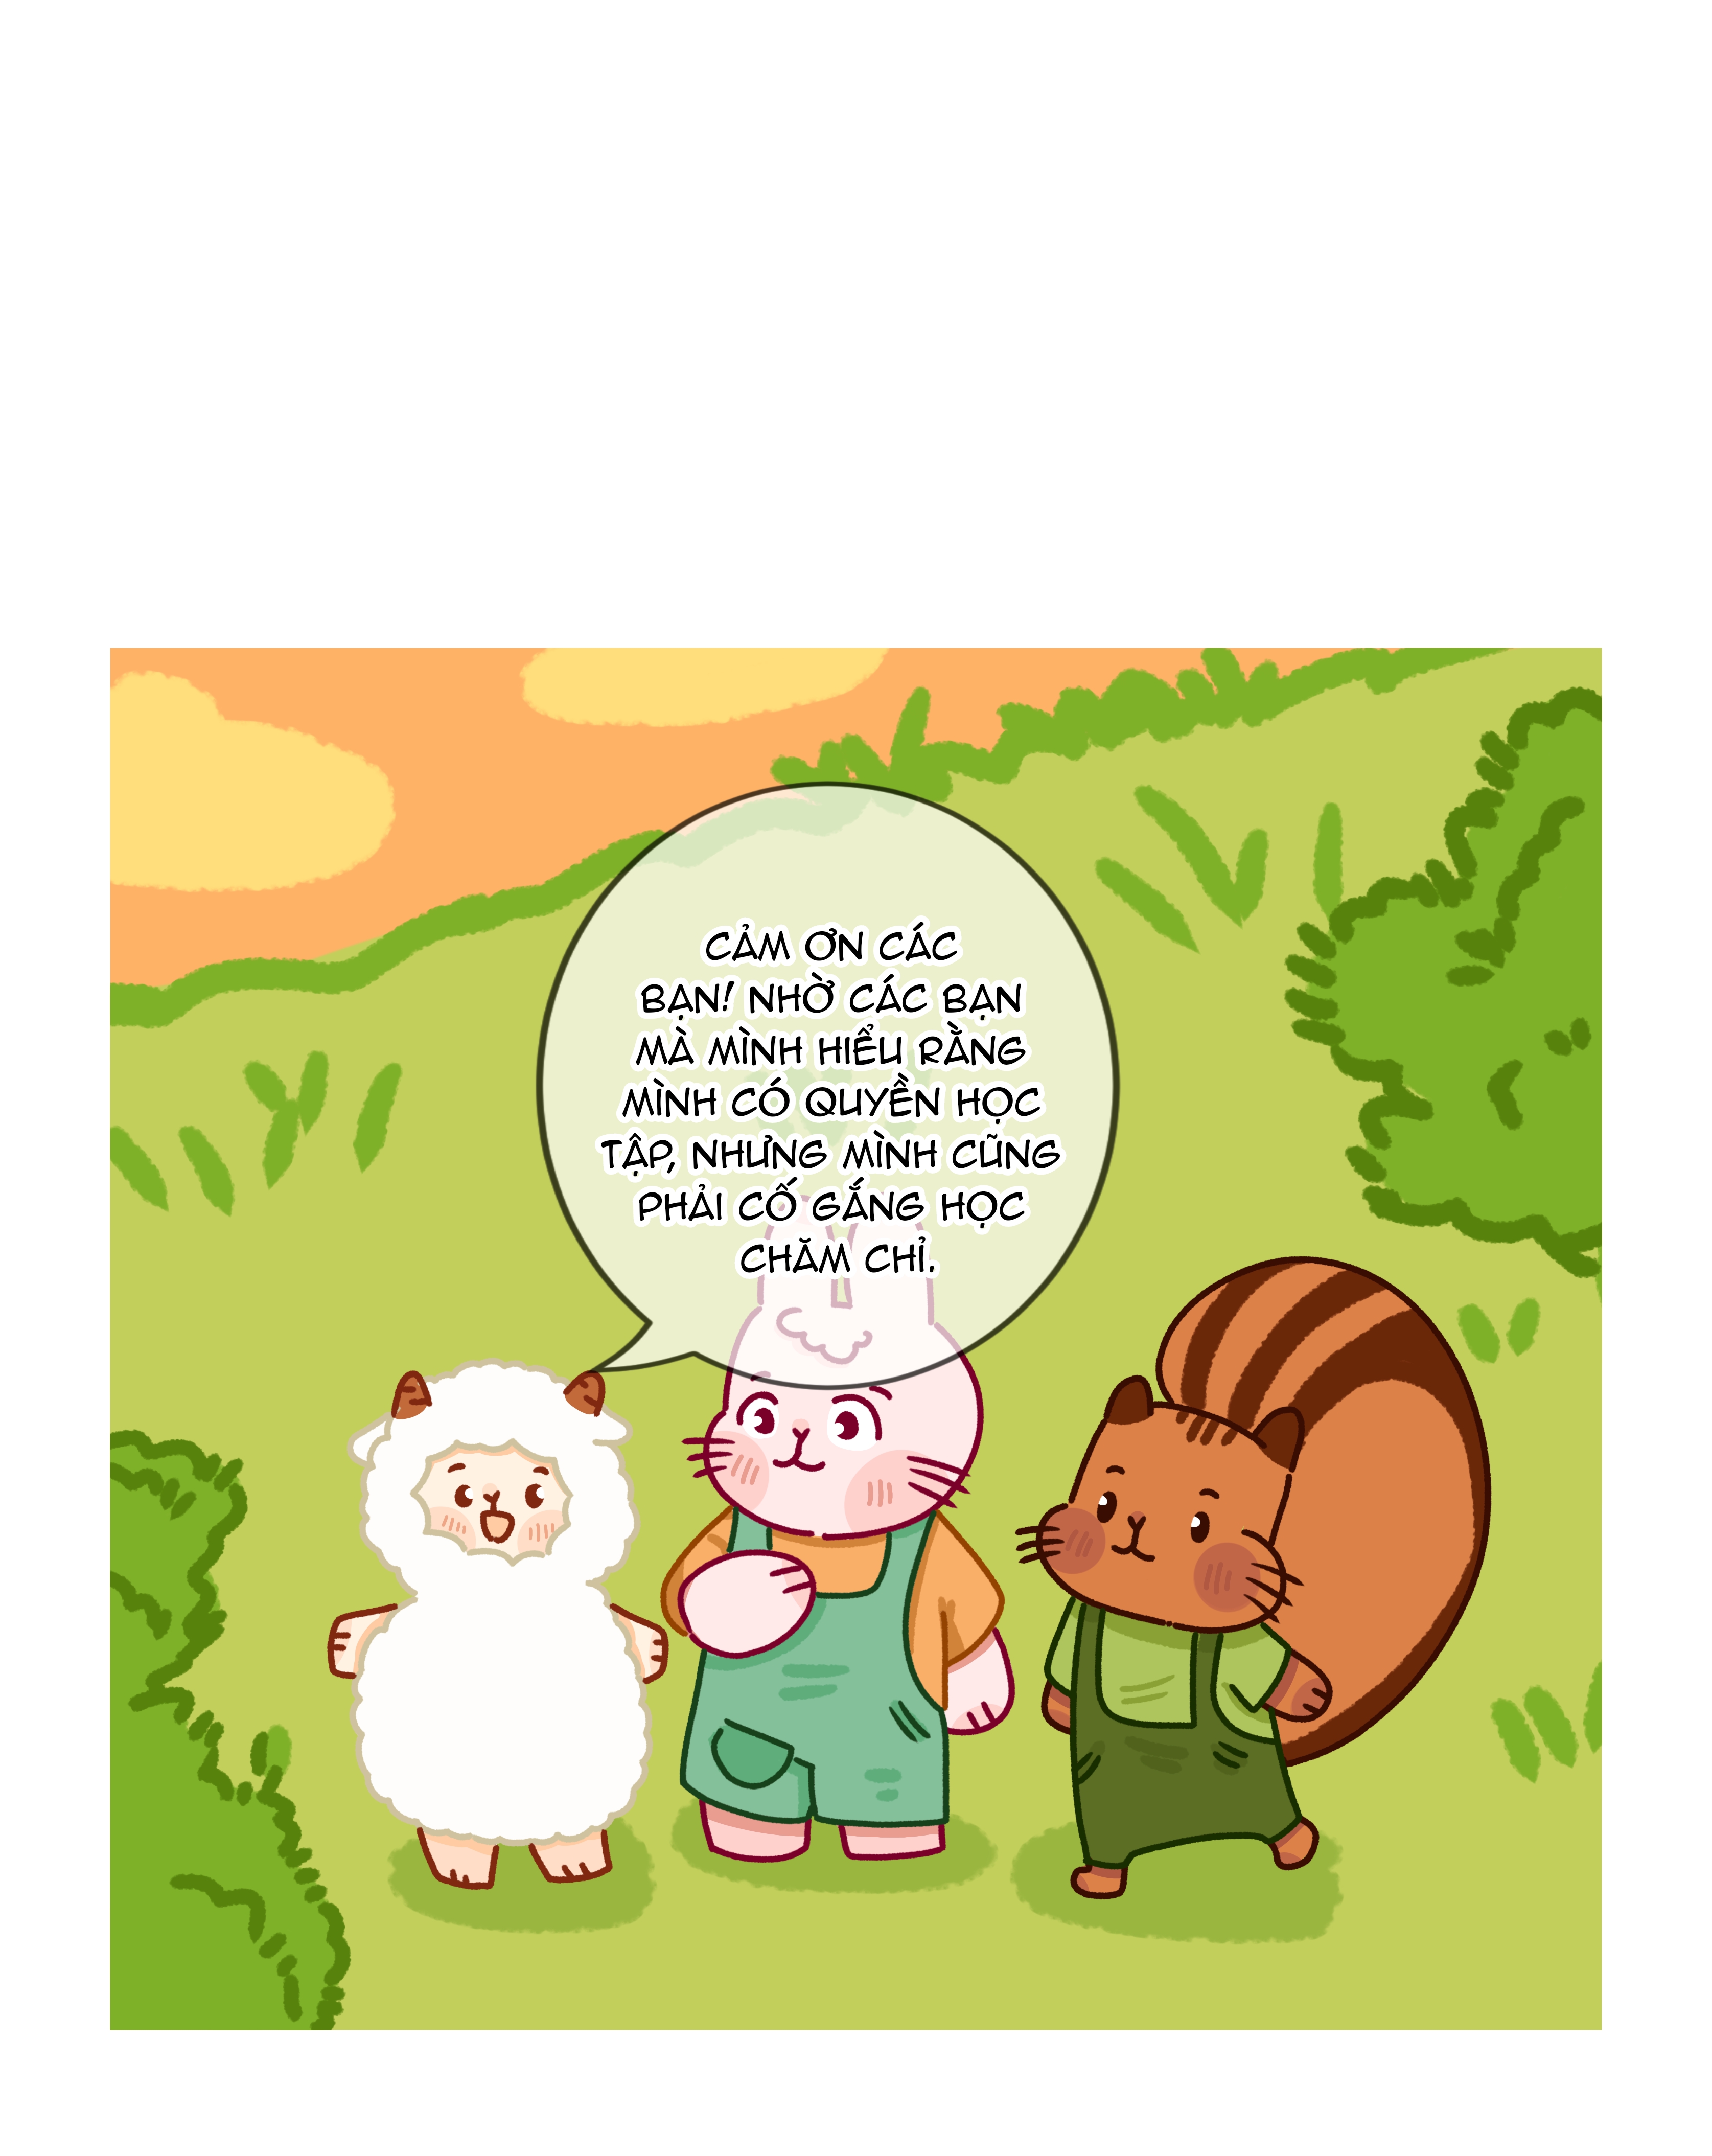 CẢM ƠN CÁC
BẠN! NHỜ CÁC BẠN
MÀ MÌNH HIỂU RẰNG
MÌNH CÓ QUYỀN HỌC
TẬP, NHƯNG MÌNH CŨNG
PHẢI CỐ GẮNG HỌC
CHĂM CHỈ.